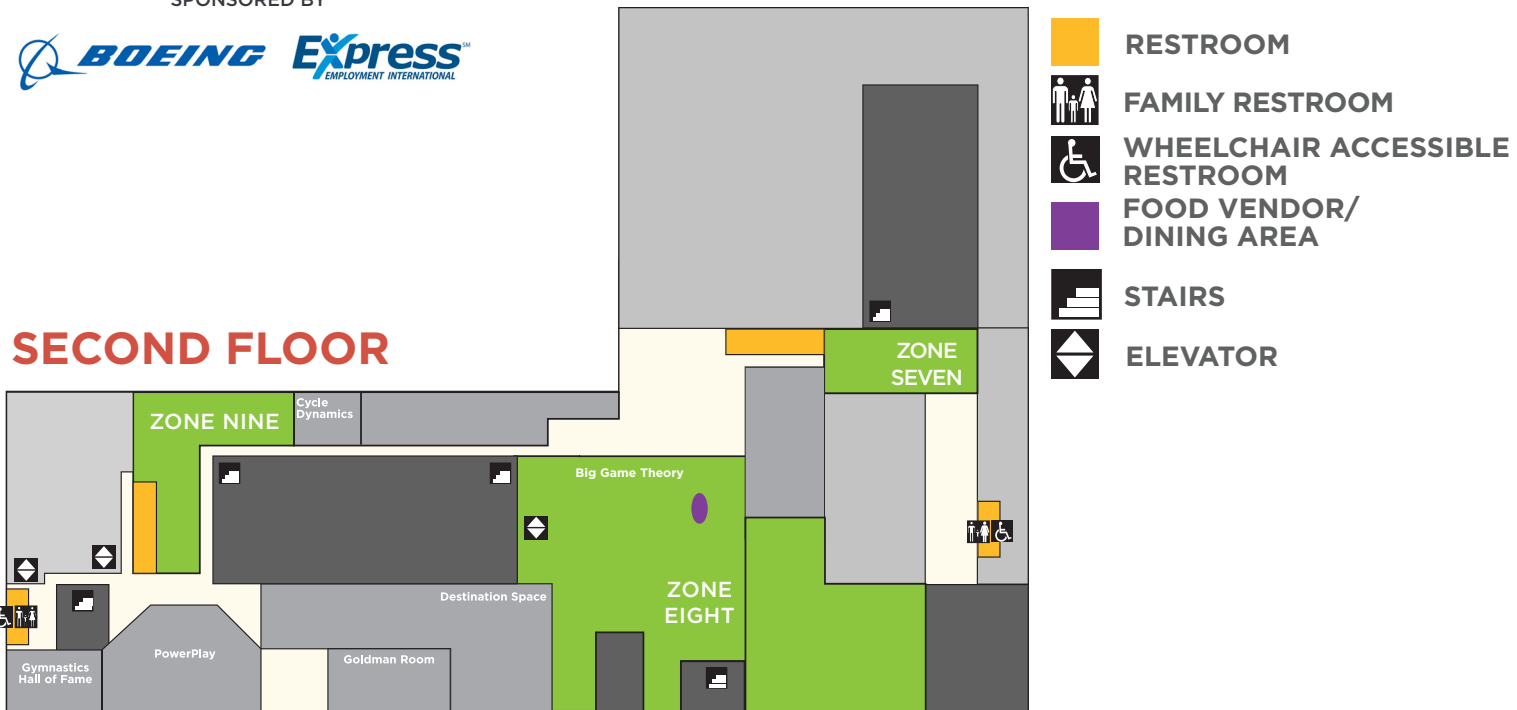 SPONSORED BY
BOEING
Express℠
EMPLOYMENT INTERNATIONAL
RESTROOM
FAMILY RESTROOM
WHEELCHAIR ACCESSIBLE
RESTROOM
FOOD VENDOR/
DINING AREA
STAIRS
ELEVATOR
SECOND FLOOR
ZONE
SEVEN
ZONE NINE
Cycle
Dynamics
Big Game Theory
ZONE
EIGHT
Destination Space
PowerPlay
Goldman Room
Gymnastics
Hall of Fame